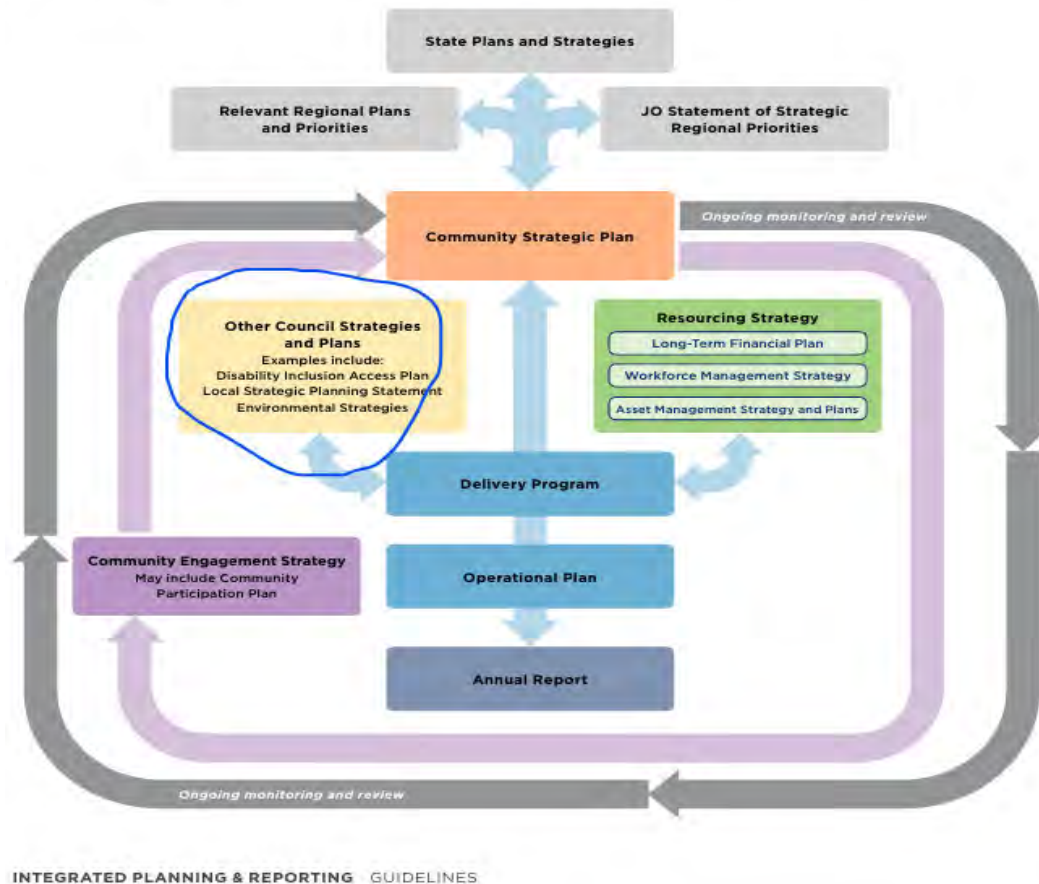 State Plans and Strategies
Relevant Regional Plans
and Priorities
JO Statement of Strategic
Regional Priorities
Community Strategic Plan
Ongoing monitoring and review
Other Council Strategies
and Plans
Examples include:
Disability Inclusion Access Plan
Local Strategic Planning Statement
Environmental Strategies
Resourcing Strategy
Long-Term Financial Plan
Workforce Management Strategy
Asset Management Strategy and Plans
Delivery Program
Community Engagement Strategy
May include Community
Participation Plan
Operational Plan
Annual Report
Ongoing monitoring and review
INTEGRATED PLANNING & REPORTING GUIDELINES